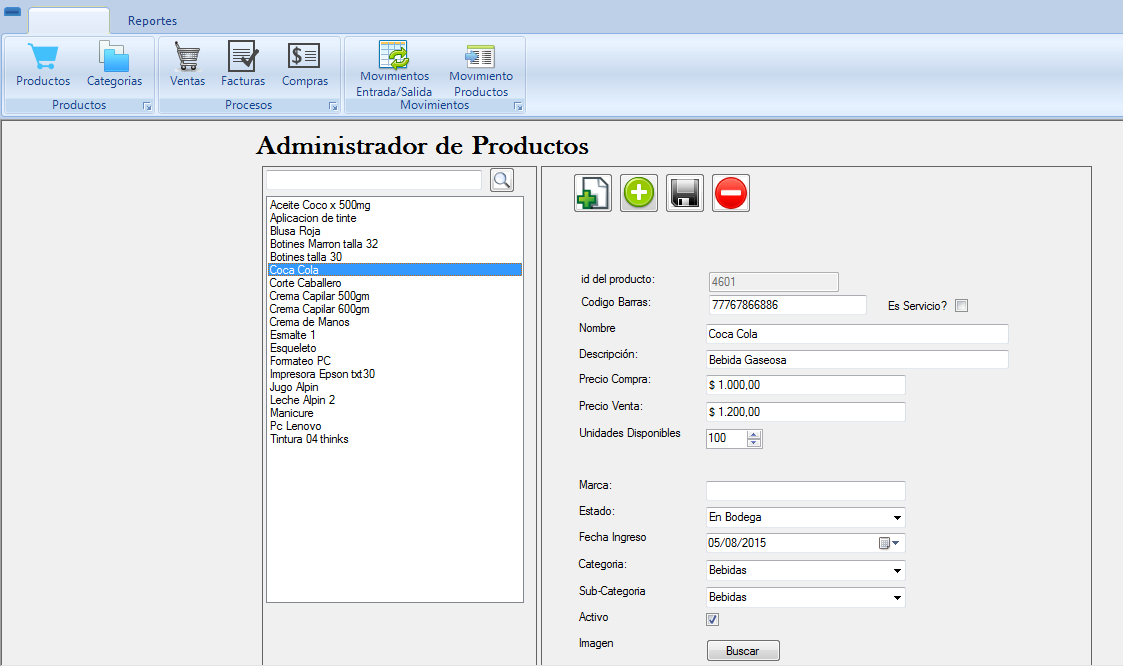 Reportes
Productos
Categorias
Productos
Ventas
Facturas
Compras
Procesos
Movimientos
Entrada/Salida
Movimiento
Productos
Movimientos
Administrador de Productos
Aceite Coco x 500mg
Aplicacion de tinte
Blusa Roja
Botines Marron talla 32
Botines talla 30
Coca Cola
Corte Caballero
Crema Capilar 500gm
Crema Capilar 600gm
Crema de Manos
Esmalte 1
Esqueleto
Formateo PC
Impresora Epson txt30
Jugo Alpin
Leche Alpin 2
Manicure
Pc Lenovo
Tintura 04 thinks
id del producto: 4601
Codigo Barras: 77767866886 Es Servicio?
Nombre Coca Cola
Descripción: Bebida Gaseosa
Precio Compra: $ 1.000,00
Precio Venta: $ 1.200,00
Unidades Disponibles 100
Marca:
Estado: En Bodega
Fecha Ingreso 05/08/2015
Categoria: Bebidas
Sub-Categoria Bebidas
Activo
Imagen Buscar